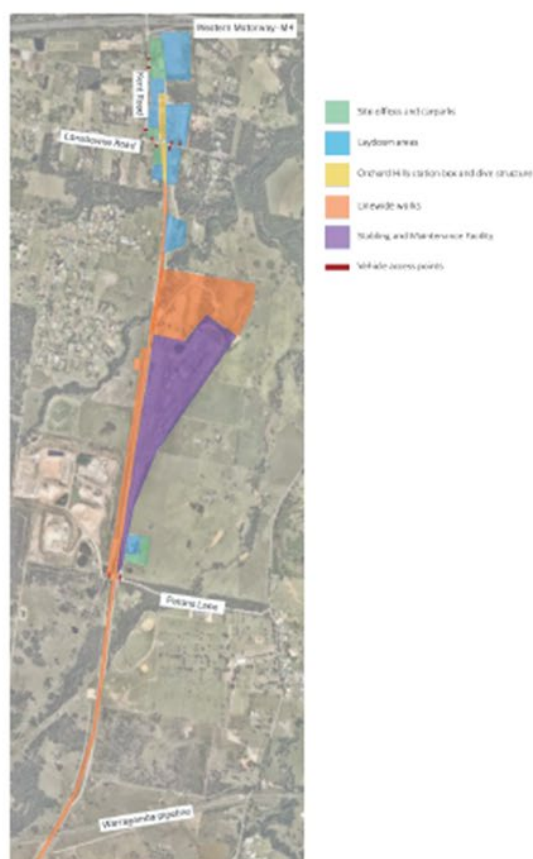 Western Motorway - M4
Kent Road
Lansdowne Road
Site offices and carparks
Laydown areas
Orchard Hills station box and dive structure
Linewide works
Stabling and Maintenance Facility
Vehicle access points
Patons Lane
Warragamba pipeline